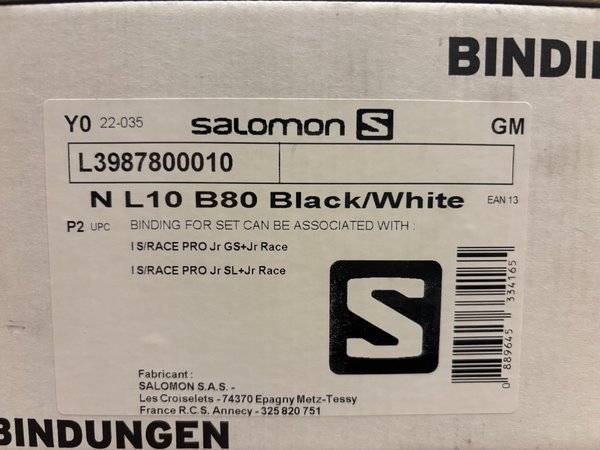 BINDI
Y0 22-035 salomon S GM
L3987800010
N L10 B80 Black/White EAN 13
P2 UPC BINDING FOR SET CAN BE ASSOCIATED WITH :
I S/RACE PRO Jr GS+Jr Race
I S/RACE PRO Jr SL+Jr Race
S
0 889645 334165
Fabricant :
SALOMON S.A.S. -
Les Croiselets - 74370 Epagny Metz-Tessy
France R.C.S. Annecy - 325 820 751
BINDUNGEN